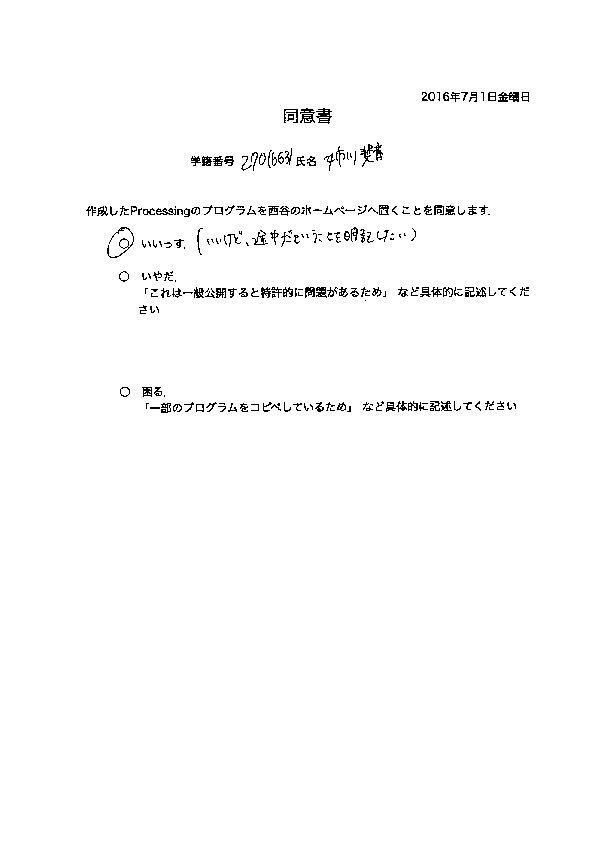 2016年7月1日金曜日
同意書
学籍番号 氏名 市川
作成したProcessingのプログラムを西谷のホームページへ置くことを同意します.
○ いいっす. (いいけど、途中だということを明記したい)
○ いやだ.
「これは一般公開すると特許的に問題があるため」 など具体的に記述してくだ
さい
○ 困る.
「一部のプログラムをコピペしているため」 など具体的に記述してください